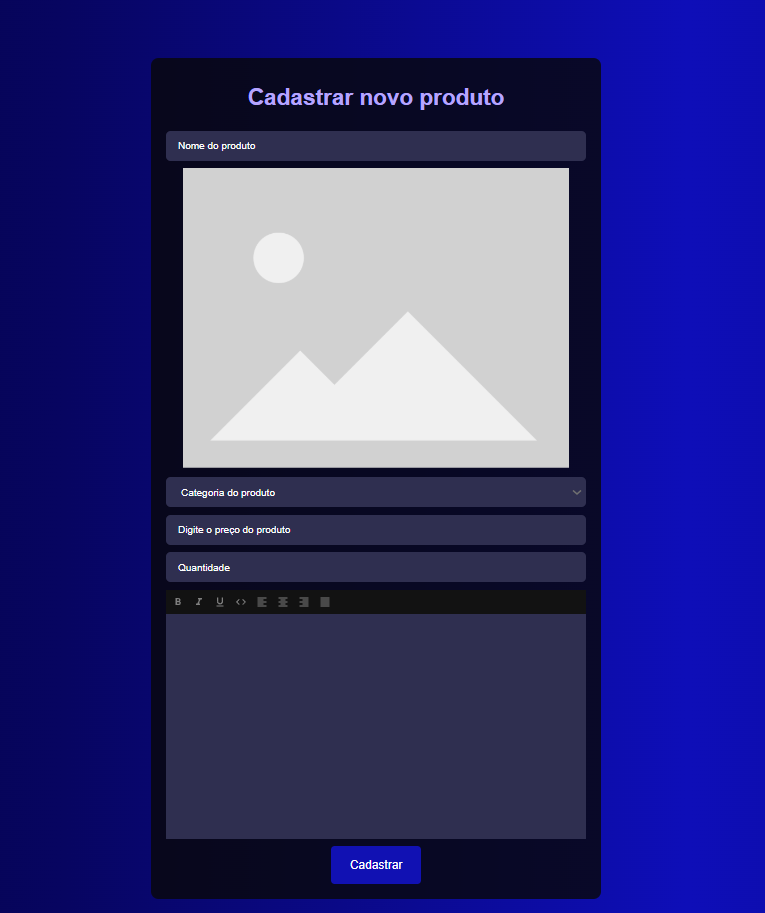 Cadastrar novo produto
Nome do produto
Categoria do produto
Digite o preço do produto
Quantidade
B I U <>
Cadastrar